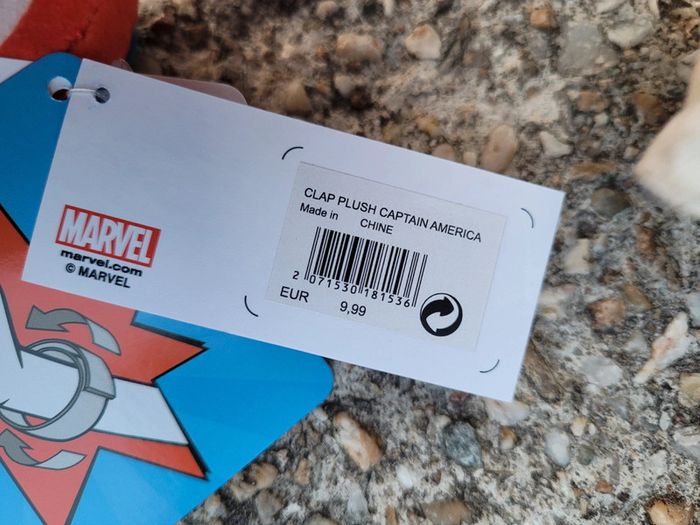 CLAP PLUSH CAPTAIN AMERICA
Made in CHINE
2 071530 181536
EUR 9,99
MARVEL
marvel.com
© MARVEL